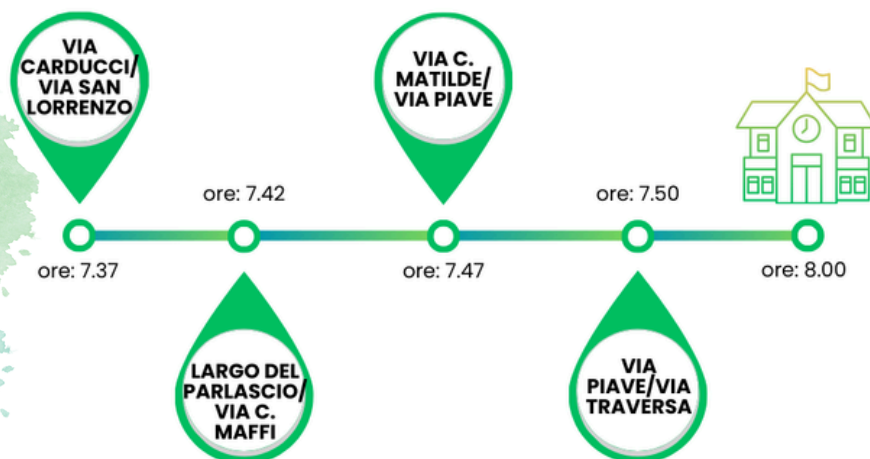 VIA
CARDUCCI/
VIA SAN
LORRENZO
ore: 7.37
ore: 7.42
LARGO DEL
PARLASCIO/
VIA C.
MAFFI
VIA C.
MATILDE/
VIA PIAVE
ore: 7.47
ore: 7.50
VIA
PIAVE/VIA
TRAVERSA
ore: 8.00